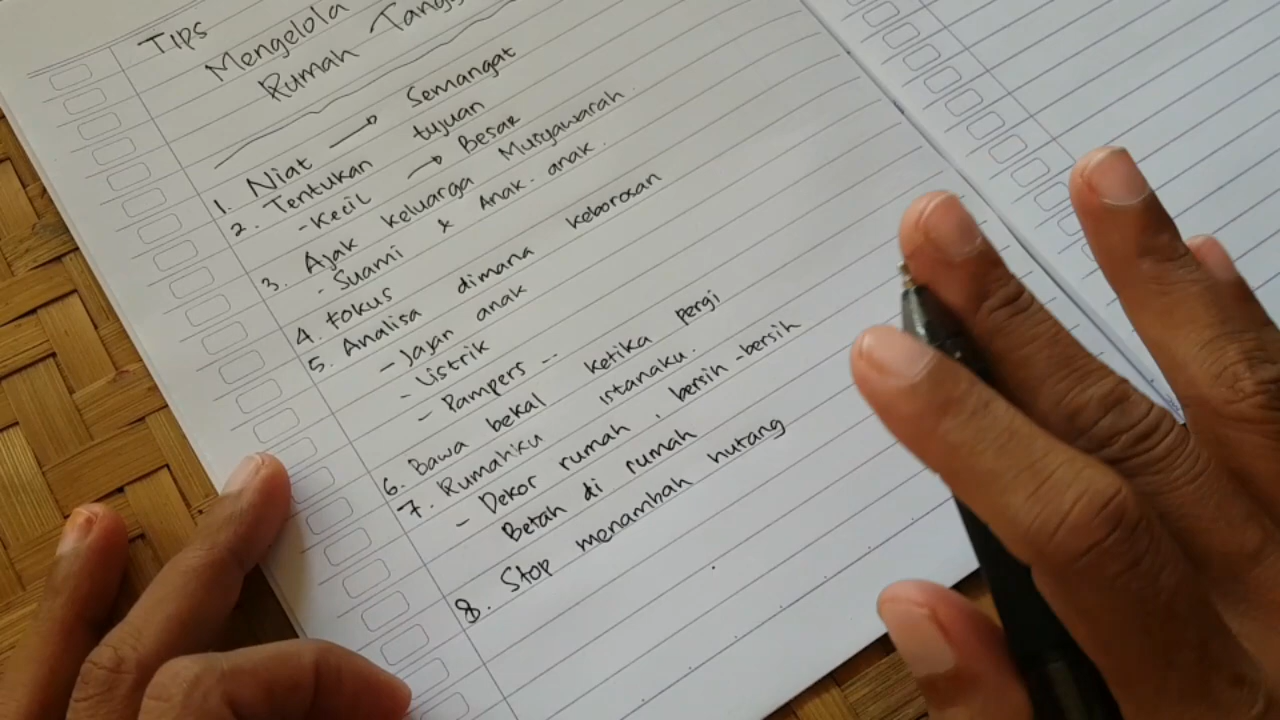 Tips
Mengelola
Rumah
1. Niat → Semangat
2. Tentukan tujuan
- Kecil → Besar
3. Ajak keluarga Musyawarah.
- Suami & Anak-anak.
4. Fokus
5. Analisa dimana keborosan
- Jajan anak
- Listrik
- Pampers --
6. Bawa bekal ketika pergi
7. Rumahku istanaku.
- Dekor rumah, bersih-bersih
Betah di rumah
8. Stop menambah hutang